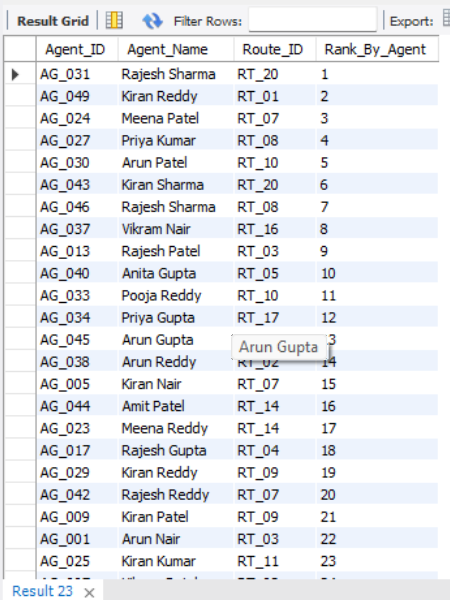 Result Grid Filter Rows: Export:
Agent_ID Agent_Name Route_ID Rank_By_Agent
AG_031 Rajesh Sharma RT_20 1
AG_049 Kiran Reddy RT_01 2
AG_024 Meena Patel RT_07 3
AG_027 Priya Kumar RT_08 4
AG_030 Arun Patel RT_10 5
AG_043 Kiran Sharma RT_20 6
AG_046 Rajesh Sharma RT_08 7
AG_037 Vikram Nair RT_16 8
AG_013 Rajesh Patel RT_03 9
AG_040 Anita Gupta RT_05 10
AG_033 Pooja Reddy RT_10 11
AG_034 Priya Gupta RT_17 12
AG_045 Arun Gupta Arun Gupta 3
AG_038 Arun Reddy RT_02 14
AG_005 Kiran Nair RT_07 15
AG_044 Amit Patel RT_14 16
AG_023 Meena Reddy RT_14 17
AG_017 Rajesh Gupta RT_04 18
AG_029 Kiran Reddy RT_09 19
AG_042 Rajesh Reddy RT_07 20
AG_009 Kiran Patel RT_09 21
AG_001 Arun Nair RT_03 22
AG_025 Kiran Kumar RT_11 23
Result 23